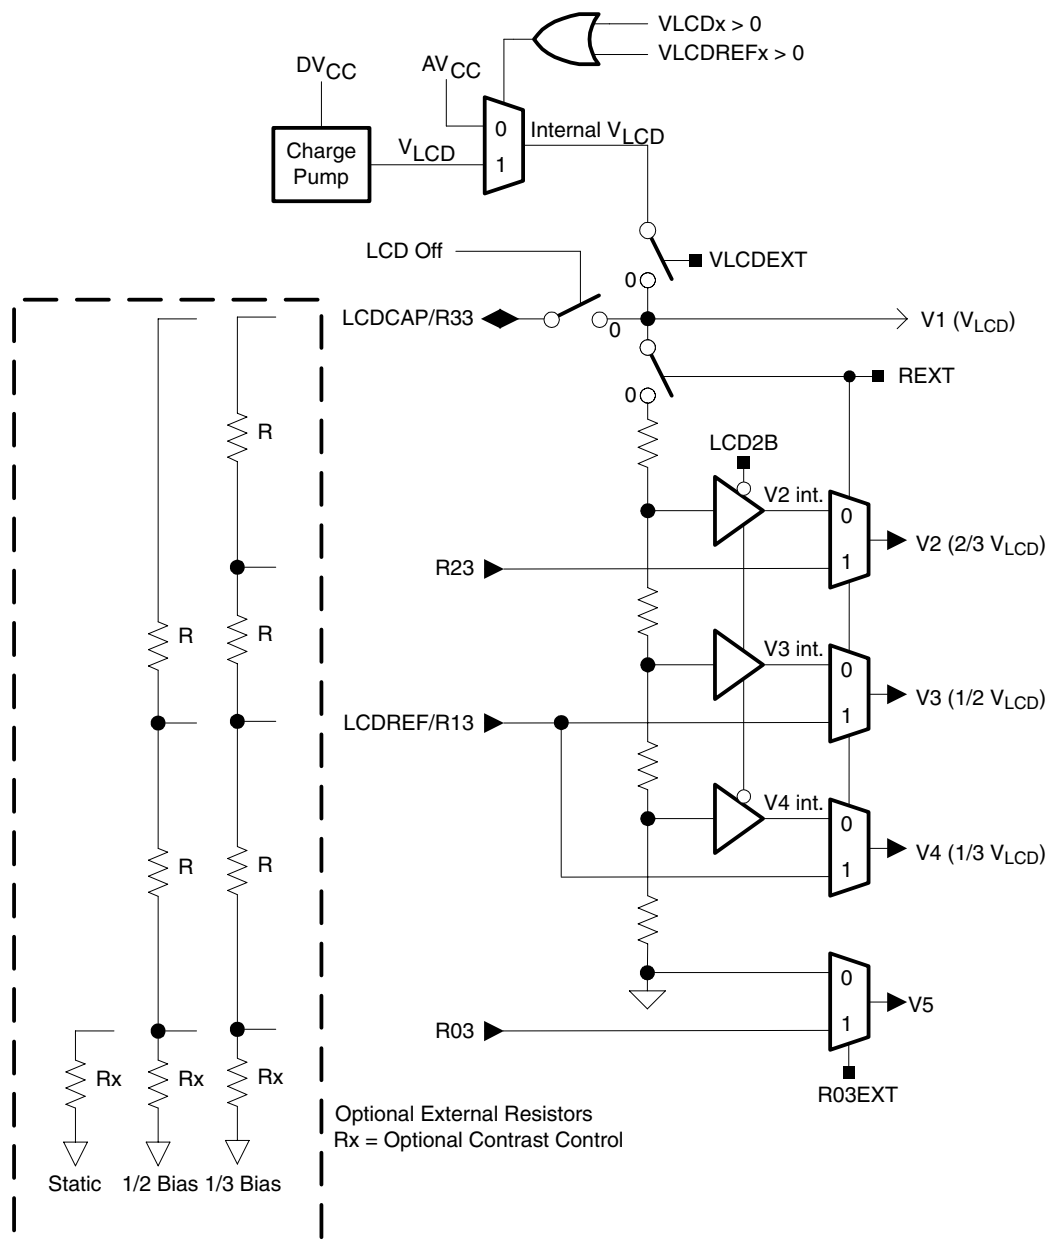 VLCDx > 0
VLCDREFx > 0
DVCC
AVCC
Charge
Pump
VLCD
0
1
Internal VLCD
LCD Off
VLCDEXT
0
LCDCAP/R33
0
V1 (VLCD)
REXT
0
R
LCD2B
V2 int.
0
1
V2 (2/3 VLCD)
R23
R
R
V3 int.
0
1
V3 (1/2 VLCD)
LCDREF/R13
V4 int.
0
1
V4 (1/3 VLCD)
R
R
0
1
V5
R03
R03EXT
Rx
Rx
Rx
Optional External Resistors
Rx = Optional Contrast Control
Static
1/2 Bias
1/3 Bias